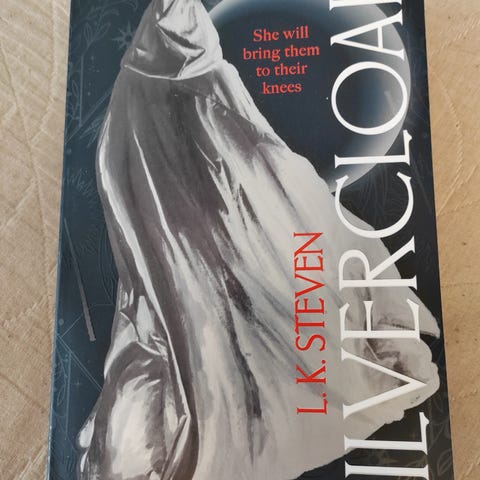 She will
bring them
to their
knees
L. K. STEVEN
ILVERCLOA